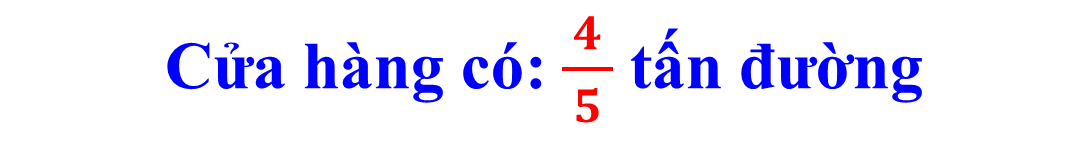 Cửa hàng có: 4/5 tấn đường